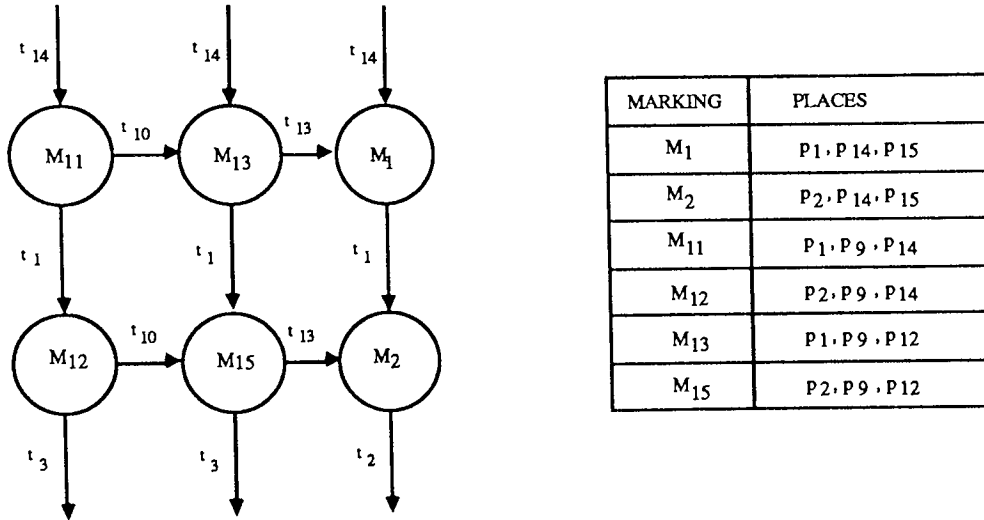 t 14 t 14 t 14
M11 t 10 M13 t 13 M1
t 1 t 1 t 1
M12 t 10 M15 t 13 M2
t 3 t 3 t 2
MARKING PLACES
M1 P1, P14, P15
M2 P2, P14, P15
M11 P1, P9, P14
M12 P2, P9, P14
M13 P1, P9, P12
M15 P2, P9, P12